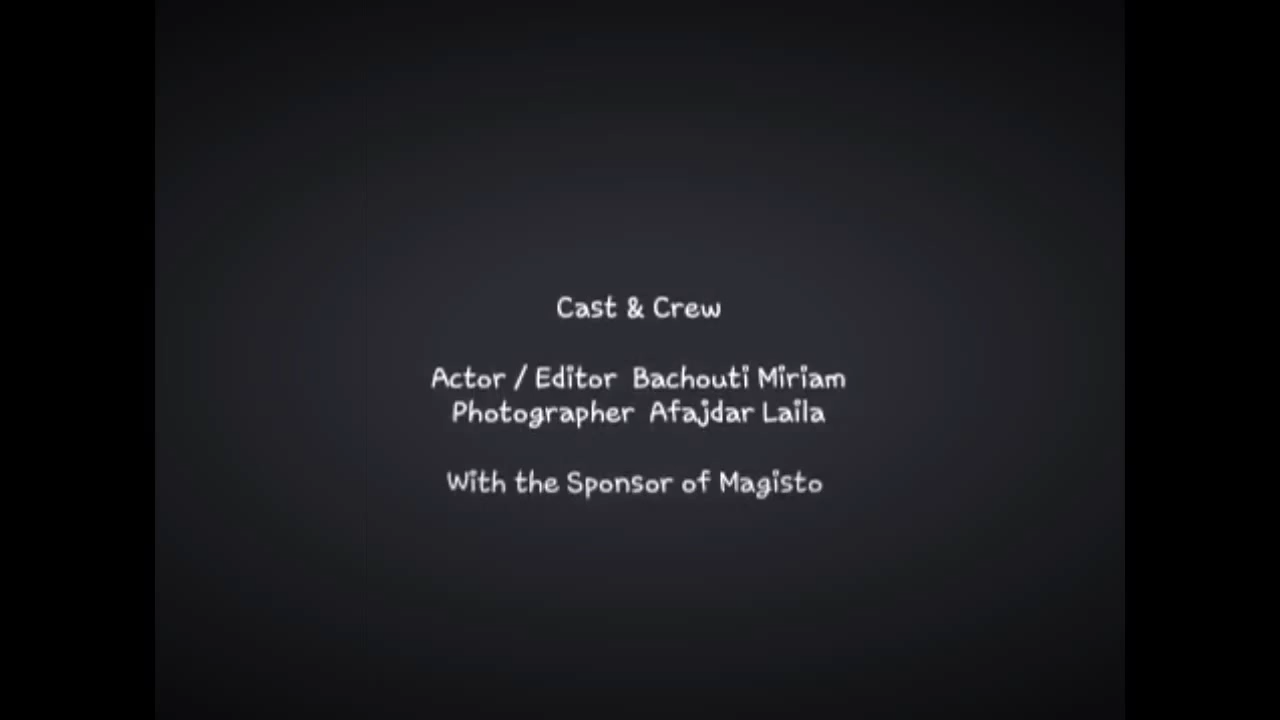 Cast & Crew
Actor / Editor Bachouti Miriam
Photographer Afajdar Laila
With the Sponsor of Magisto